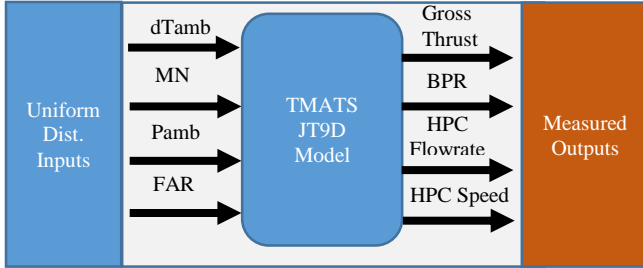 Uniform
Dist.
Inputs
dTamb
MN
Pamb
FAR
TMATS
JT9D
Model
Gross
Thrust
BPR
HPC
Flowrate
HPC Speed
Measured
Outputs